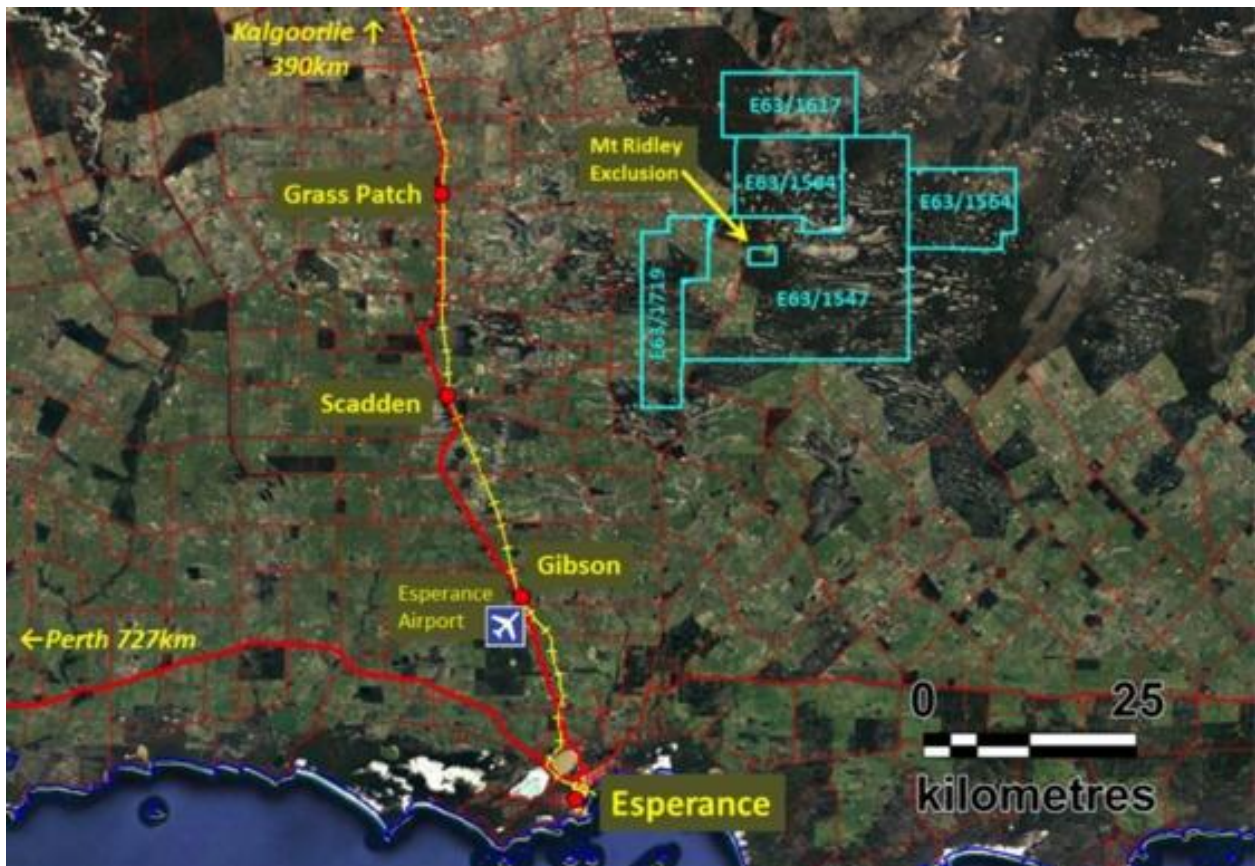 Kalgoorlie ↑
390km
E63/1617
Mt Ridley
Exclusion
Grass Patch
E63/1564
E63/1564
E63/1719
E63/1547
Scadden
Gibson
Esperance
Airport
←Perth 727km
0 25
kilometres
Esperance